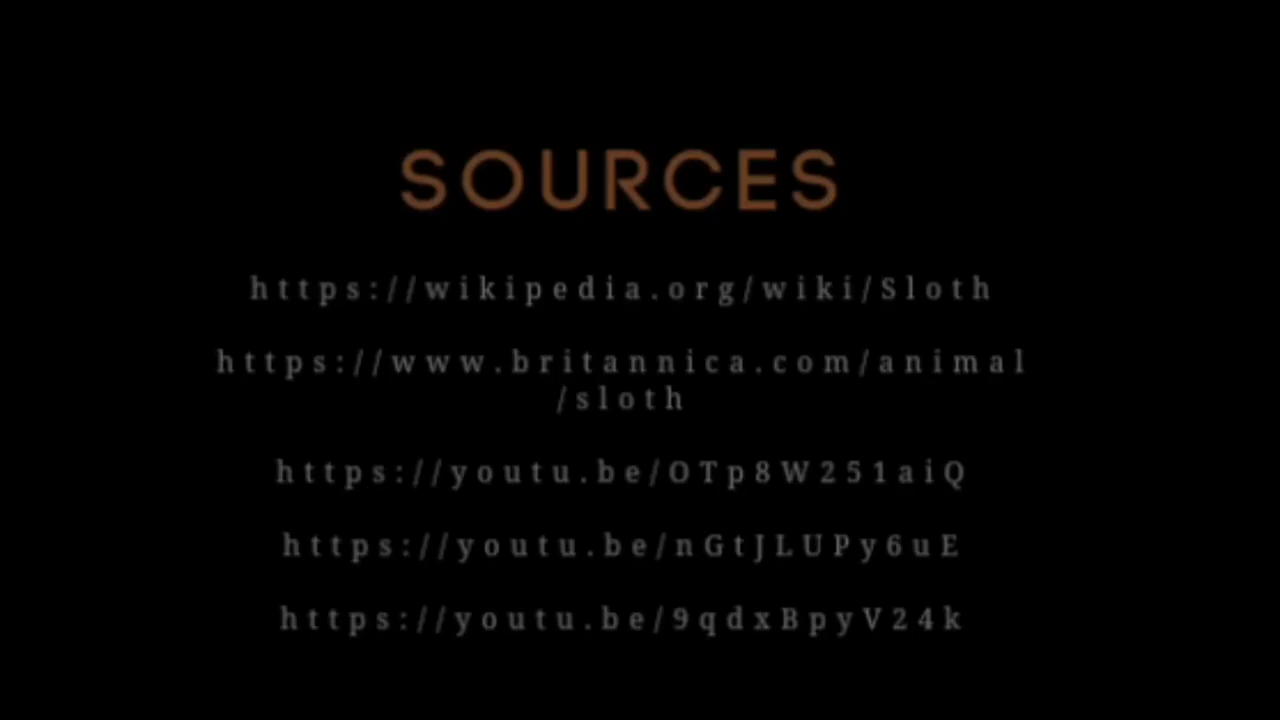 SOURCES
https://wikipedia.org/wiki/Sloth
https://www.britannica.com/animal
/sloth
https://youtu.be/OTp8W251aiQ
https://youtu.be/nGtJLUPy6uE
https://youtu.be/9qdxBpyV24k